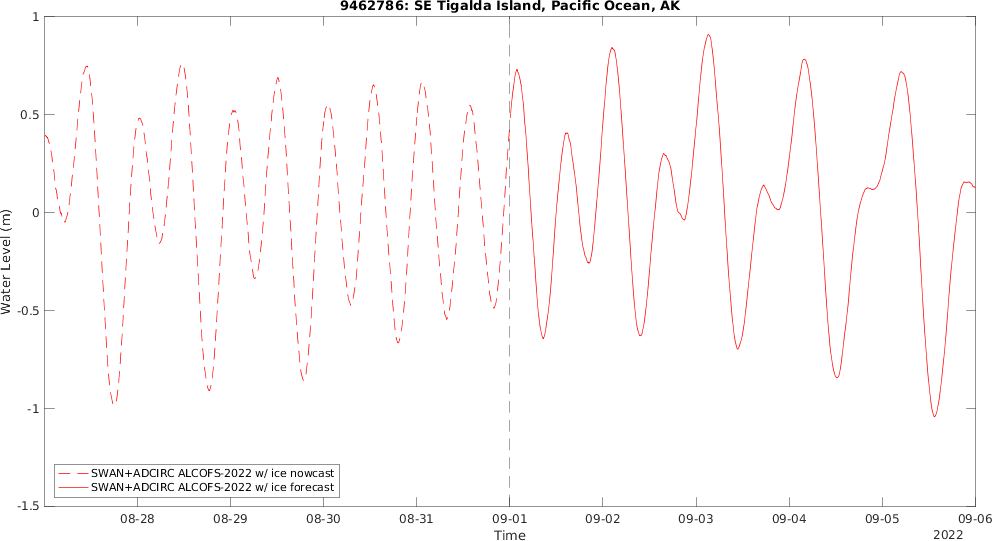 9462786: SE Tigalda Island, Pacific Ocean, AK
1
0.5
0
-0.5
-1
-1.5
Water Level (m)
SWAN+ADCIRC ALCOFS-2022 w/ ice nowcast
SWAN+ADCIRC ALCOFS-2022 w/ ice forecast
08-28 08-29 08-30 08-31 09-01 09-02 09-03 09-04 09-05 09-06
Time
2022